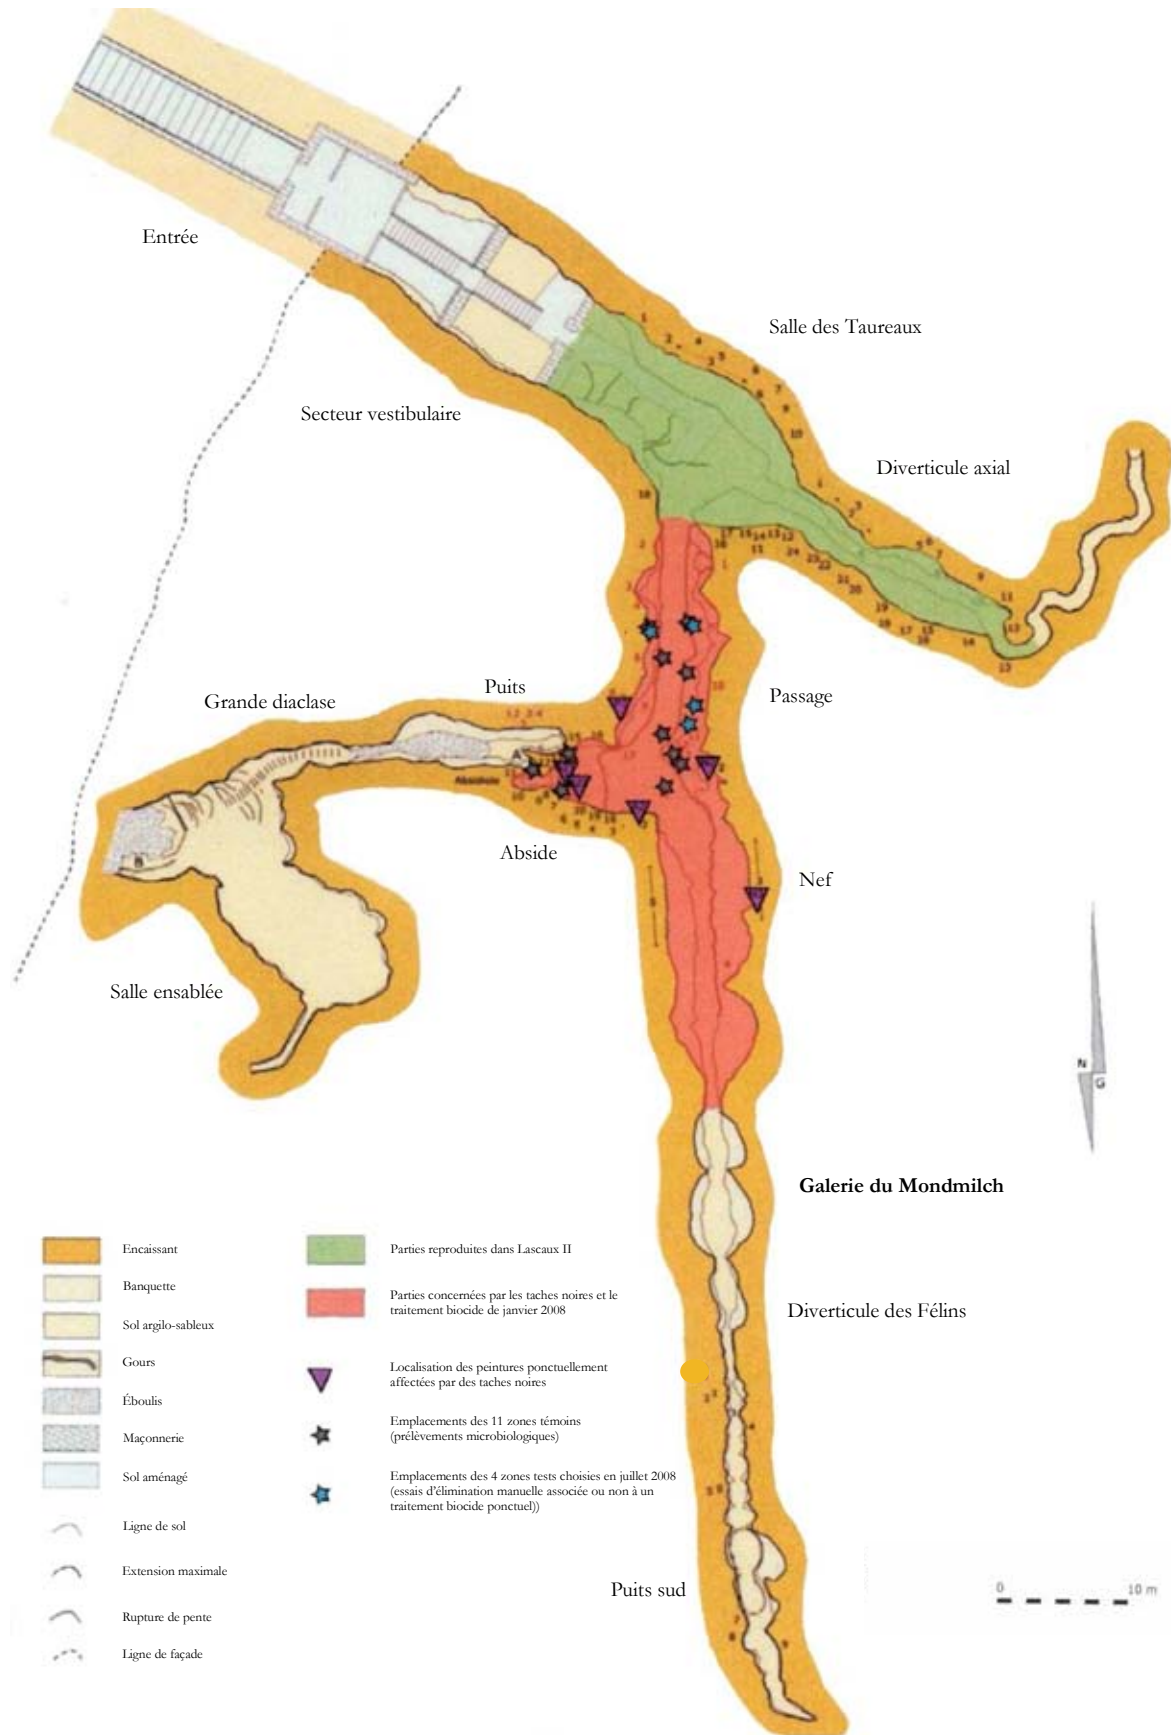 Entrée
Salle des Taureaux
Secteur vestibulaire
Diverticule axial
Puits
Grande diaclase
Passage
Abside
Nef
Salle ensablée
N
G
Galerie du Mondmilch
Diverticule des Félins
Puits sud
Encaissant
Banquette
Sol argilo-sableux
Gours
Éboulis
Maçonnerie
Sol aménagé
Ligne de sol
Extension maximale
Rupture de pente
Ligne de façade
Parties reproduites dans Lascaux II
Parties concernées par les taches noires et le
traitement biocide de janvier 2008
Localisation des peintures ponctuellement
affectées par des taches noires
Emplacements des 11 zones témoins
(prélèvements microbiologiques)
Emplacements des 4 zones tests choisies en juillet 2008
(essais d'élimination manuelle associée ou non à un
traitement biocide ponctuel))
0 10 m